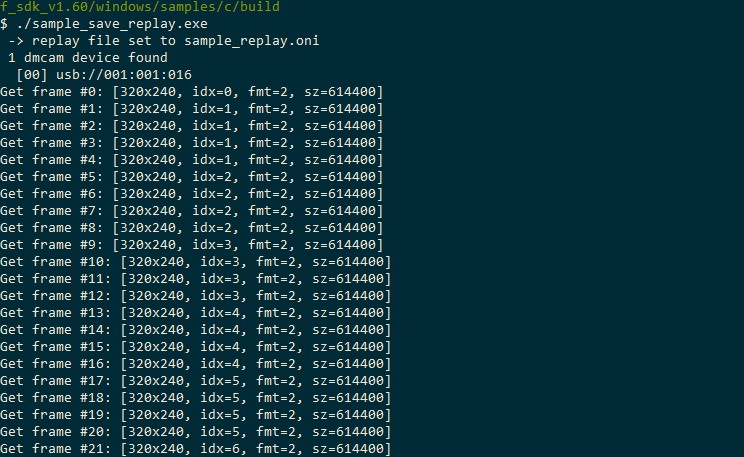 f_sdk_v1.60/windows/samples/c/build
$ ./sample_save_replay.exe
-> replay file set to sample_replay.oni
1 dmcam device found
[00] usb://001:001:016
Get frame #0: [320x240, idx=0, fmt=2, sz=614400]
Get frame #1: [320x240, idx=1, fmt=2, sz=614400]
Get frame #2: [320x240, idx=1, fmt=2, sz=614400]
Get frame #3: [320x240, idx=1, fmt=2, sz=614400]
Get frame #4: [320x240, idx=1, fmt=2, sz=614400]
Get frame #5: [320x240, idx=2, fmt=2, sz=614400]
Get frame #6: [320x240, idx=2, fmt=2, sz=614400]
Get frame #7: [320x240, idx=2, fmt=2, sz=614400]
Get frame #8: [320x240, idx=2, fmt=2, sz=614400]
Get frame #9: [320x240, idx=3, fmt=2, sz=614400]
Get frame #10: [320x240, idx=3, fmt=2, sz=614400]
Get frame #11: [320x240, idx=3, fmt=2, sz=614400]
Get frame #12: [320x240, idx=3, fmt=2, sz=614400]
Get frame #13: [320x240, idx=4, fmt=2, sz=614400]
Get frame #14: [320x240, idx=4, fmt=2, sz=614400]
Get frame #15: [320x240, idx=4, fmt=2, sz=614400]
Get frame #16: [320x240, idx=4, fmt=2, sz=614400]
Get frame #17: [320x240, idx=5, fmt=2, sz=614400]
Get frame #18: [320x240, idx=5, fmt=2, sz=614400]
Get frame #19: [320x240, idx=5, fmt=2, sz=614400]
Get frame #20: [320x240, idx=5, fmt=2, sz=614400]
Get frame #21: [320x240, idx=6, fmt=2, sz=614400]